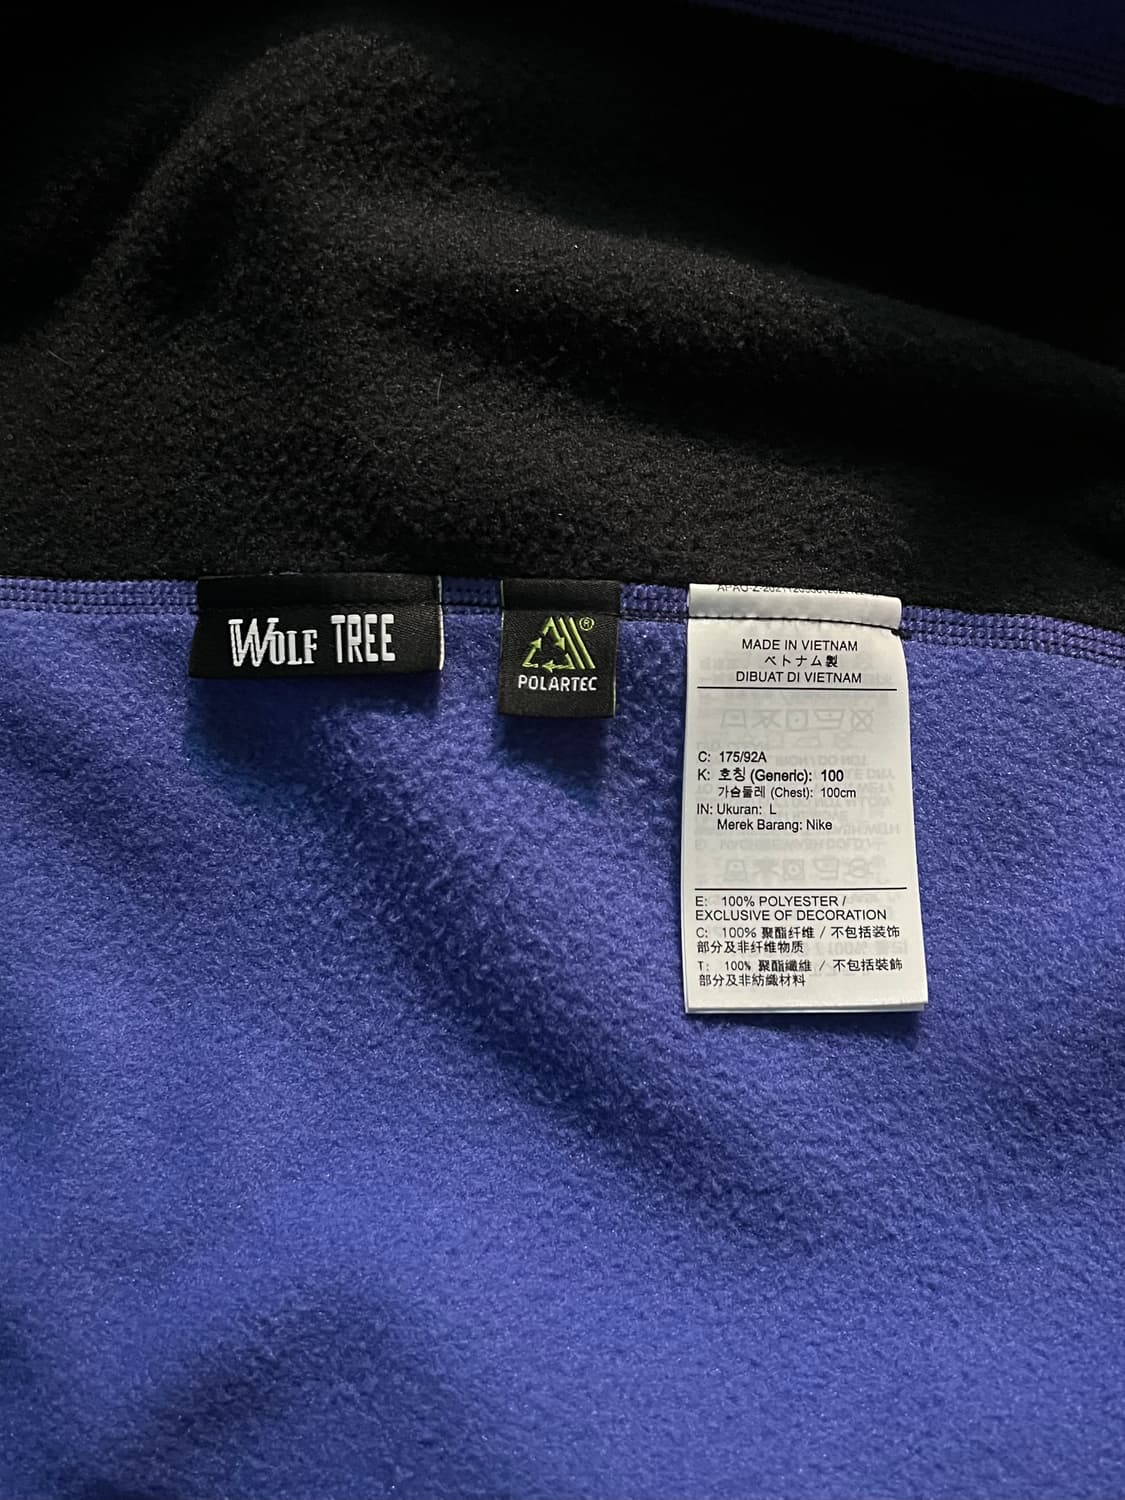 WOLF TREE
®
POLARTEC
MADE IN VIETNAM
ベトナム製
DIBUAT DI VIETNAM
C: 175/92A
K: 호칭 (Generic): 100
가슴둘레 (Chest): 100cm
IN: Ukuran: L
Merek Barang: Nike
E: 100% POLYESTER /
EXCLUSIVE OF DECORATION
C: 100% 聚酯纤维 / 不包括装饰
部分及非纤维物质
T: 100% 聚酯纖維 / 不包括裝飾
部分及非紡織材料